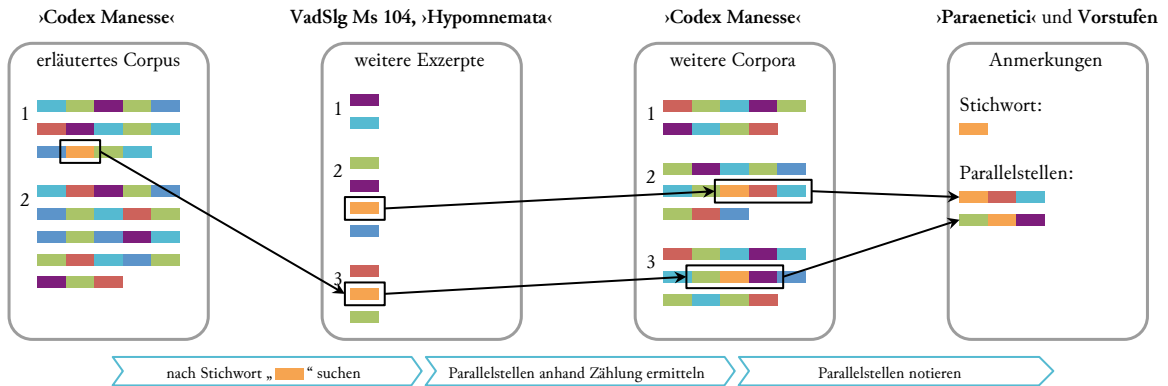 ›Codex Manesse‹
VadSlg Ms 104, ›Hypomnemata‹
›Codex Manesse‹
›Paraenetici‹ und Vorstufen
erläutertes Corpus
1
2
weitere Exzerpte
1
2
3
weitere Corpora
1
2
3
Anmerkungen
Stichwort:
Parallelstellen:
nach Stichwort „ “ suchen
Parallelstellen anhand Zählung ermitteln
Parallelstellen notieren